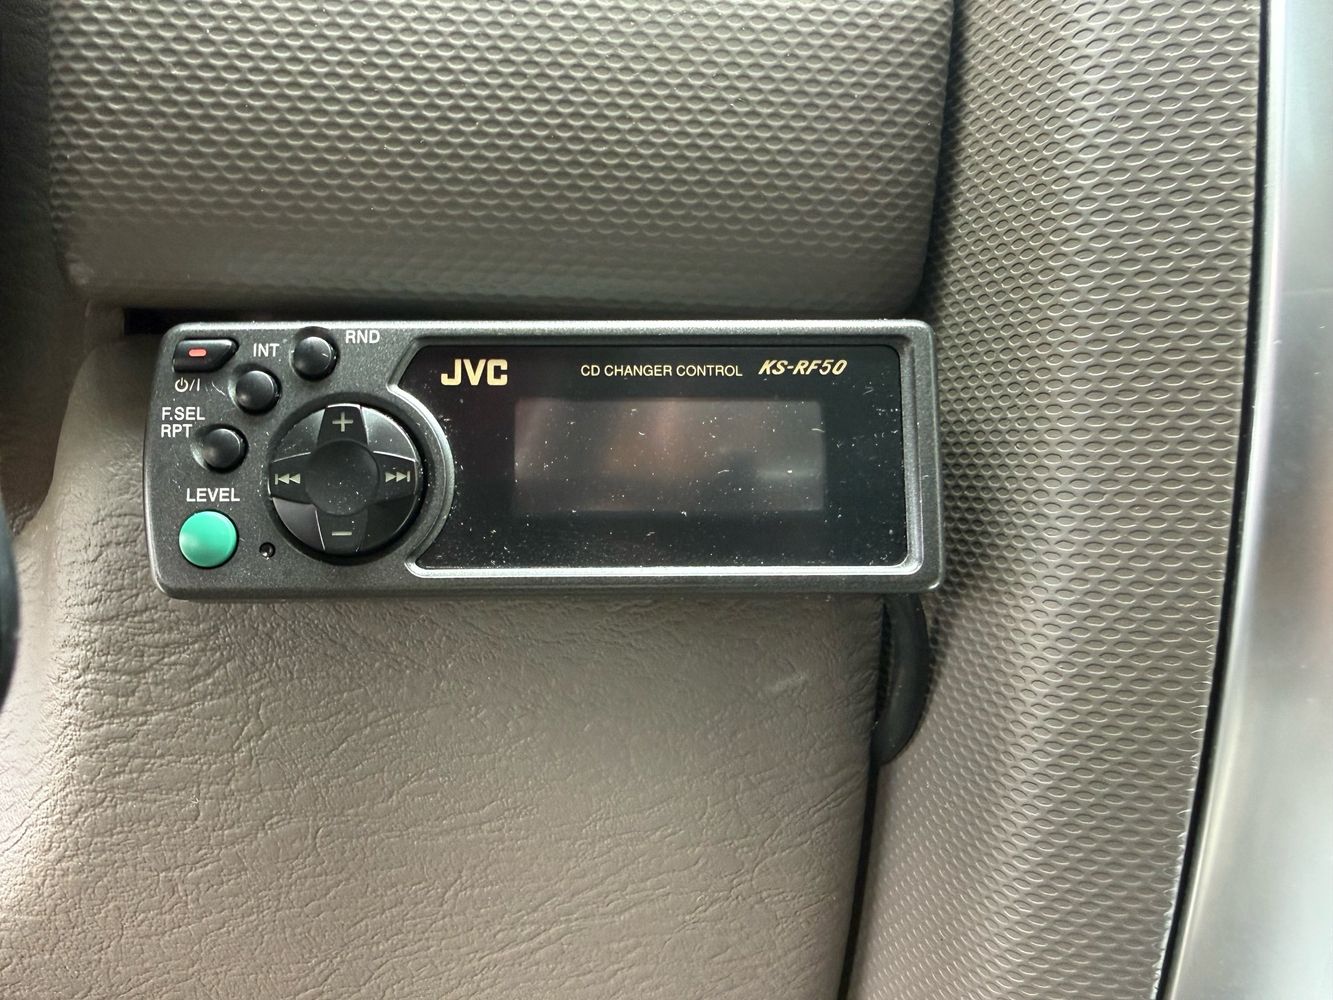 JVC
CD CHANGER CONTROL KS-RF50
RND
INT
⏻/I
F.SEL
RPT
LEVEL
+
⏮ ⏭
−